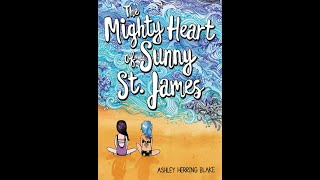 The
Mighty Heart
of Sunny
St. James
ASHLEY HERRING BLAKE